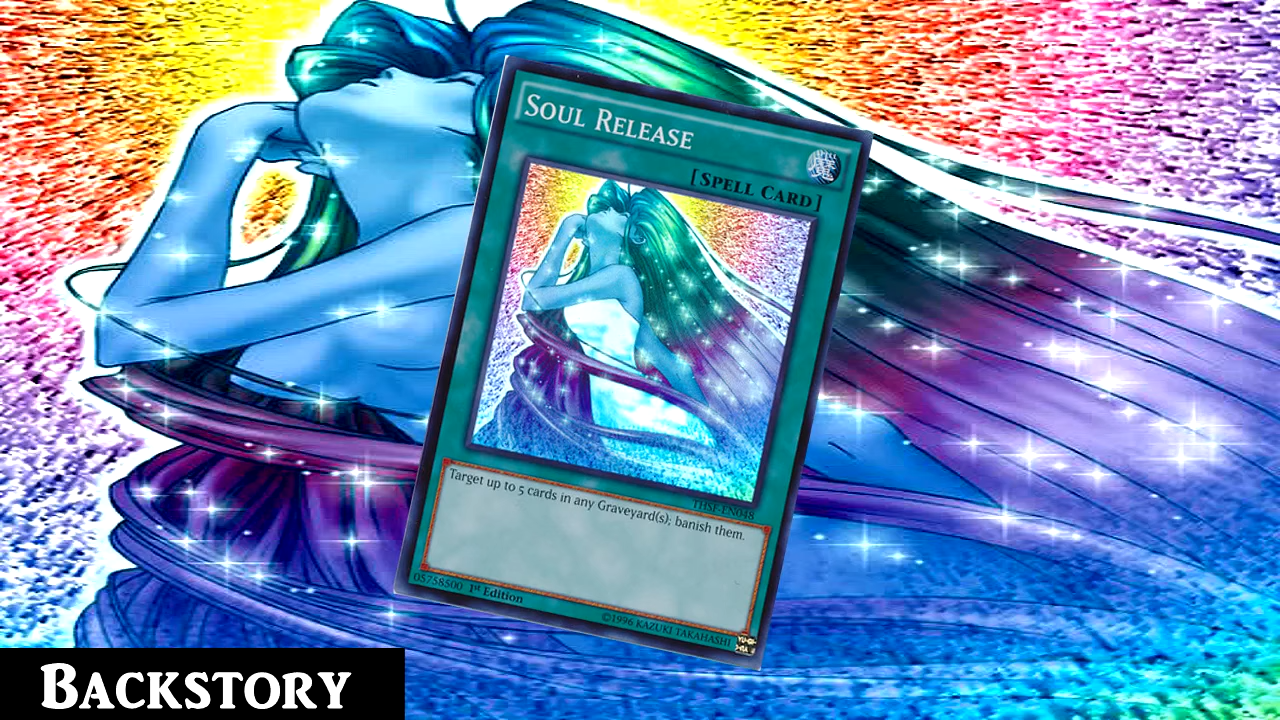 Soul Release
[Spell Card]
THSF-EN048
Target up to 5 cards in any Graveyard(s); banish them.
05758500 1st Edition
©1996 KAZUKI TAKAHASHI
Backstory